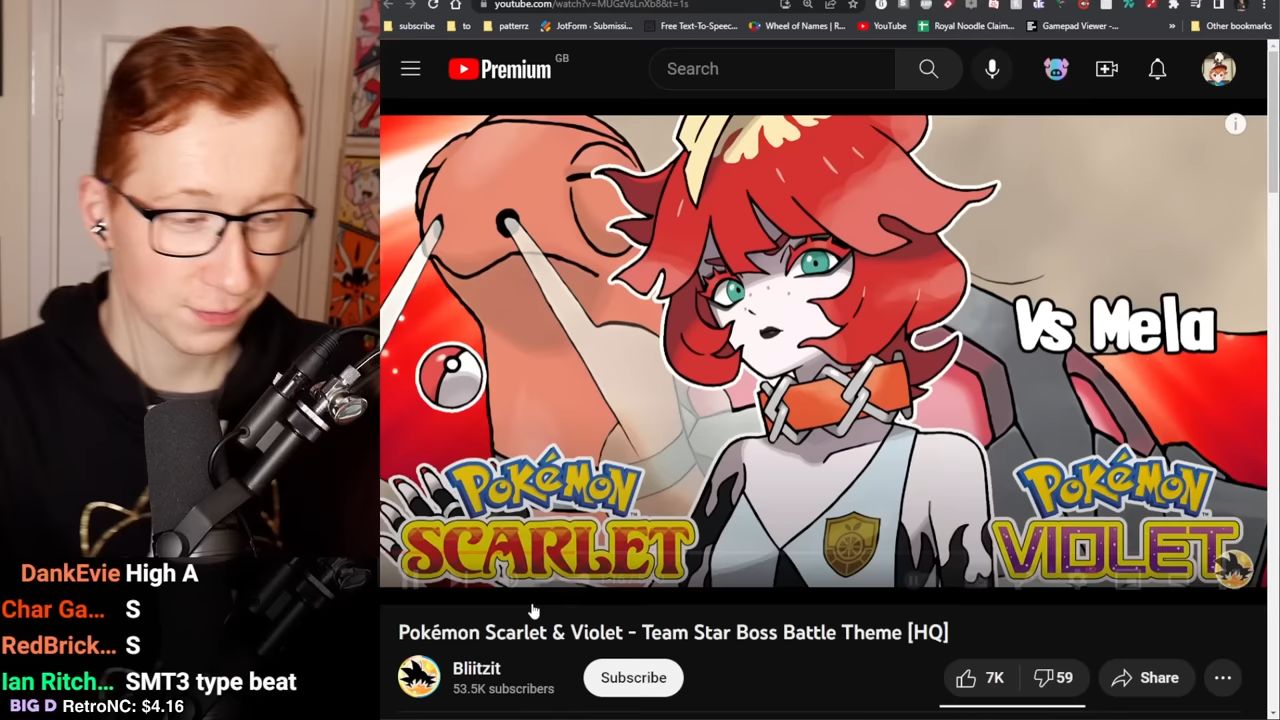 youtube.com/watch?v=MUGzVsLnXb8&t=1s
subscribe to patterz JotForm - Submissi... Free Text-To-Speec... Wheel of Names | R... YouTube Royal Noodle Claim... Gamepad Viewer -... » Other bookmarks
Premium GB
Search
Vs Mela
POKéMON
SCARLET
POKéMON
VIOLET
Pokémon Scarlet & Violet - Team Star Boss Battle Theme [HQ]
Bliitzit
53.5K subscribers
Subscribe
7K
59
Share
DankEvie High A
Char Ga... S
RedBrick... S
Ian Ritch... SMT3 type beat
BIG D RetroNC: $4.16